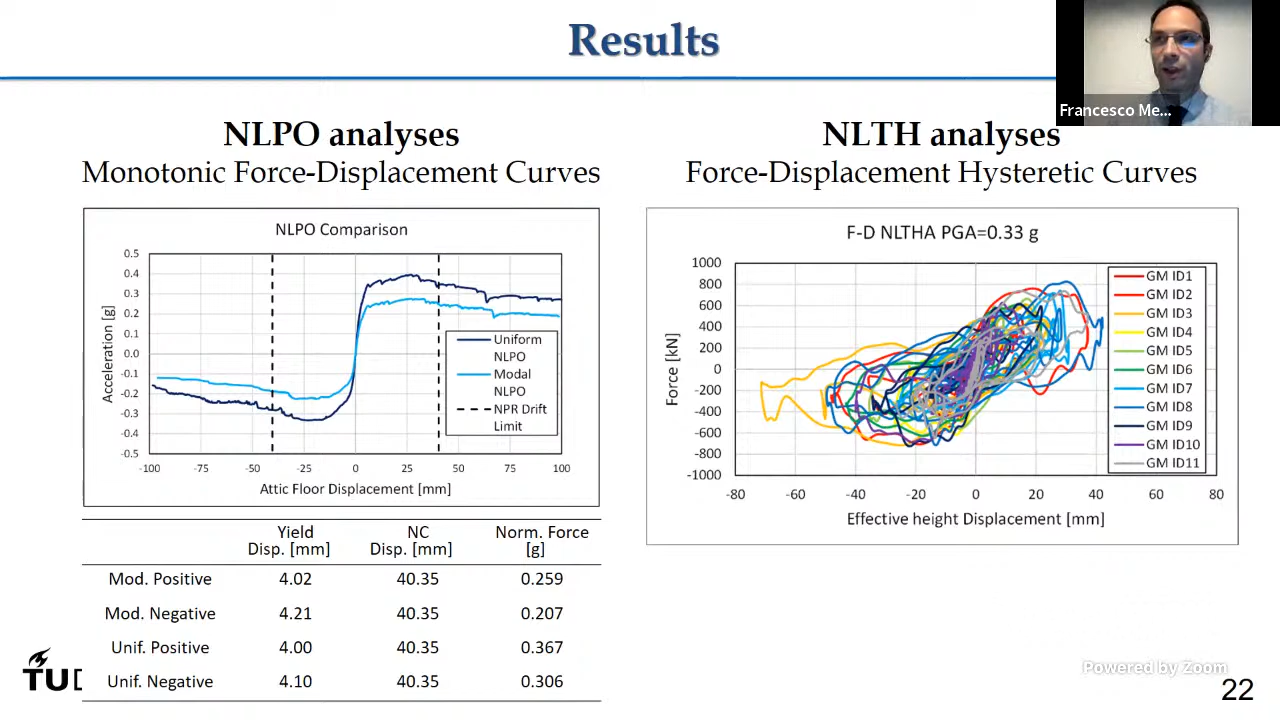 Results
Francesco Me...
NLPO analyses
Monotonic Force-Displacement Curves
NLPO Comparison
Acceleration [g]
0.5
0.4
0.3
0.2
0.1
0.0
-0.1
-0.2
-0.3
-0.4
-0.5
-100 -75 -50 -25 0 25 50 75 100
Attic Floor Displacement [mm]
Uniform
NLPO
Modal
NLPO
NPR Drift
Limit
Yield Disp. [mm] NC Disp. [mm] Norm. Force [g]
Mod. Positive 4.02 40.35 0.259
Mod. Negative 4.21 40.35 0.207
Unif. Positive 4.00 40.35 0.367
Unif. Negative 4.10 40.35 0.306
NLTH analyses
Force-Displacement Hysteretic Curves
F-D NLTHA PGA=0.33 g
Force [kN]
1000
800
600
400
200
0
-200
-400
-600
-800
-1000
-80 -60 -40 -20 0 20 40 60 80
Effective height Displacement [mm]
GM ID1
GM ID2
GM ID3
GM ID4
GM ID5
GM ID6
GM ID7
GM ID8
GM ID9
GM ID10
GM ID11
TU
Powered by Zoom
22